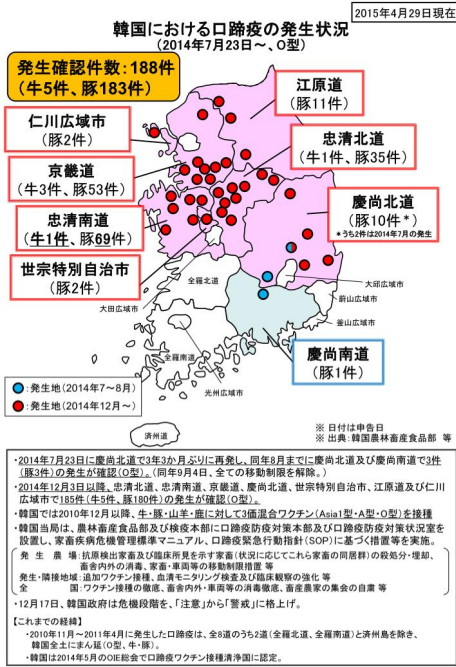 2015年4月29日現在
韓国における口蹄疫の発生状況
(2014年7月23日～、O型)
発生確認件数：188件
(牛5件、豚183件)
江原道
(豚11件)
仁川広域市
(豚2件)
忠清北道
(牛1件、豚35件)
京畿道
(牛3件、豚53件)
慶尚北道
(豚10件*)
*うち2件は2014年7月の発生
忠清南道
(牛1件、豚69件)
世宗特別自治市
(豚2件)
全羅北道
大田広域市
大邱広域市
蔚山広域市
釜山広域市
全羅南道
光州広域市
慶尚南道
(豚1件)
：発生地(2014年7～8月)
：発生地(2014年12月～)
済州道
※ 日付は申告日
※ 出典：韓国農林畜産食品部 等
・2014年7月23日に慶尚北道で3年3か月ぶりに再発し、同年8月までに慶尚北道及び慶尚南道で3件
(豚3件)の発生が確認(O型)。(同年9月4日、全ての移動制限を解除。)
・2014年12月3日以降、忠清北道、忠清南道、京畿道、慶尚北道、世宗特別自治市、江原道及び仁川
広域市で185件(牛5件、豚180件)の発生が確認(O型)。
・韓国では2010年12月以降、牛・豚・山羊・鹿に対して3価混合ワクチン(Asia1型・A型・O型)を接種
・韓国当局は、農林畜産食品部及び検疫本部に口蹄疫防疫対策本部及び口蹄疫防疫対策状況室を
設置し、家畜疾病危機管理標準マニュアル、口蹄疫緊急行動指針(SOP)に基づく措置等を実施。
発 生 農 場：抗原検出家畜及び臨床所見を示す家畜(状況に応じてこれら家畜の同居群)の殺処分・埋却、
畜舎内外の消毒、家畜・車両等の移動制限措置 等
発生・隣接地域：追加ワクチン接種、血清モニタリング検査及び臨床観察の強化 等
全 国：ワクチン接種の徹底、畜舎内外・車両等の消毒徹底、畜産農家の集会の自粛 等
・12月17日、韓国政府は危機段階を、「注意」から「警戒」に格上げ。
【これまでの経緯】
・2010年11月～2011年4月に発生した口蹄疫は、全8道のうち2道(全羅北道、全羅南道)と済州島を除き、
韓国全土にまん延(O型、牛・豚)。
・韓国は2014年5月のOIE総会で口蹄疫ワクチン接種清浄国に認定。